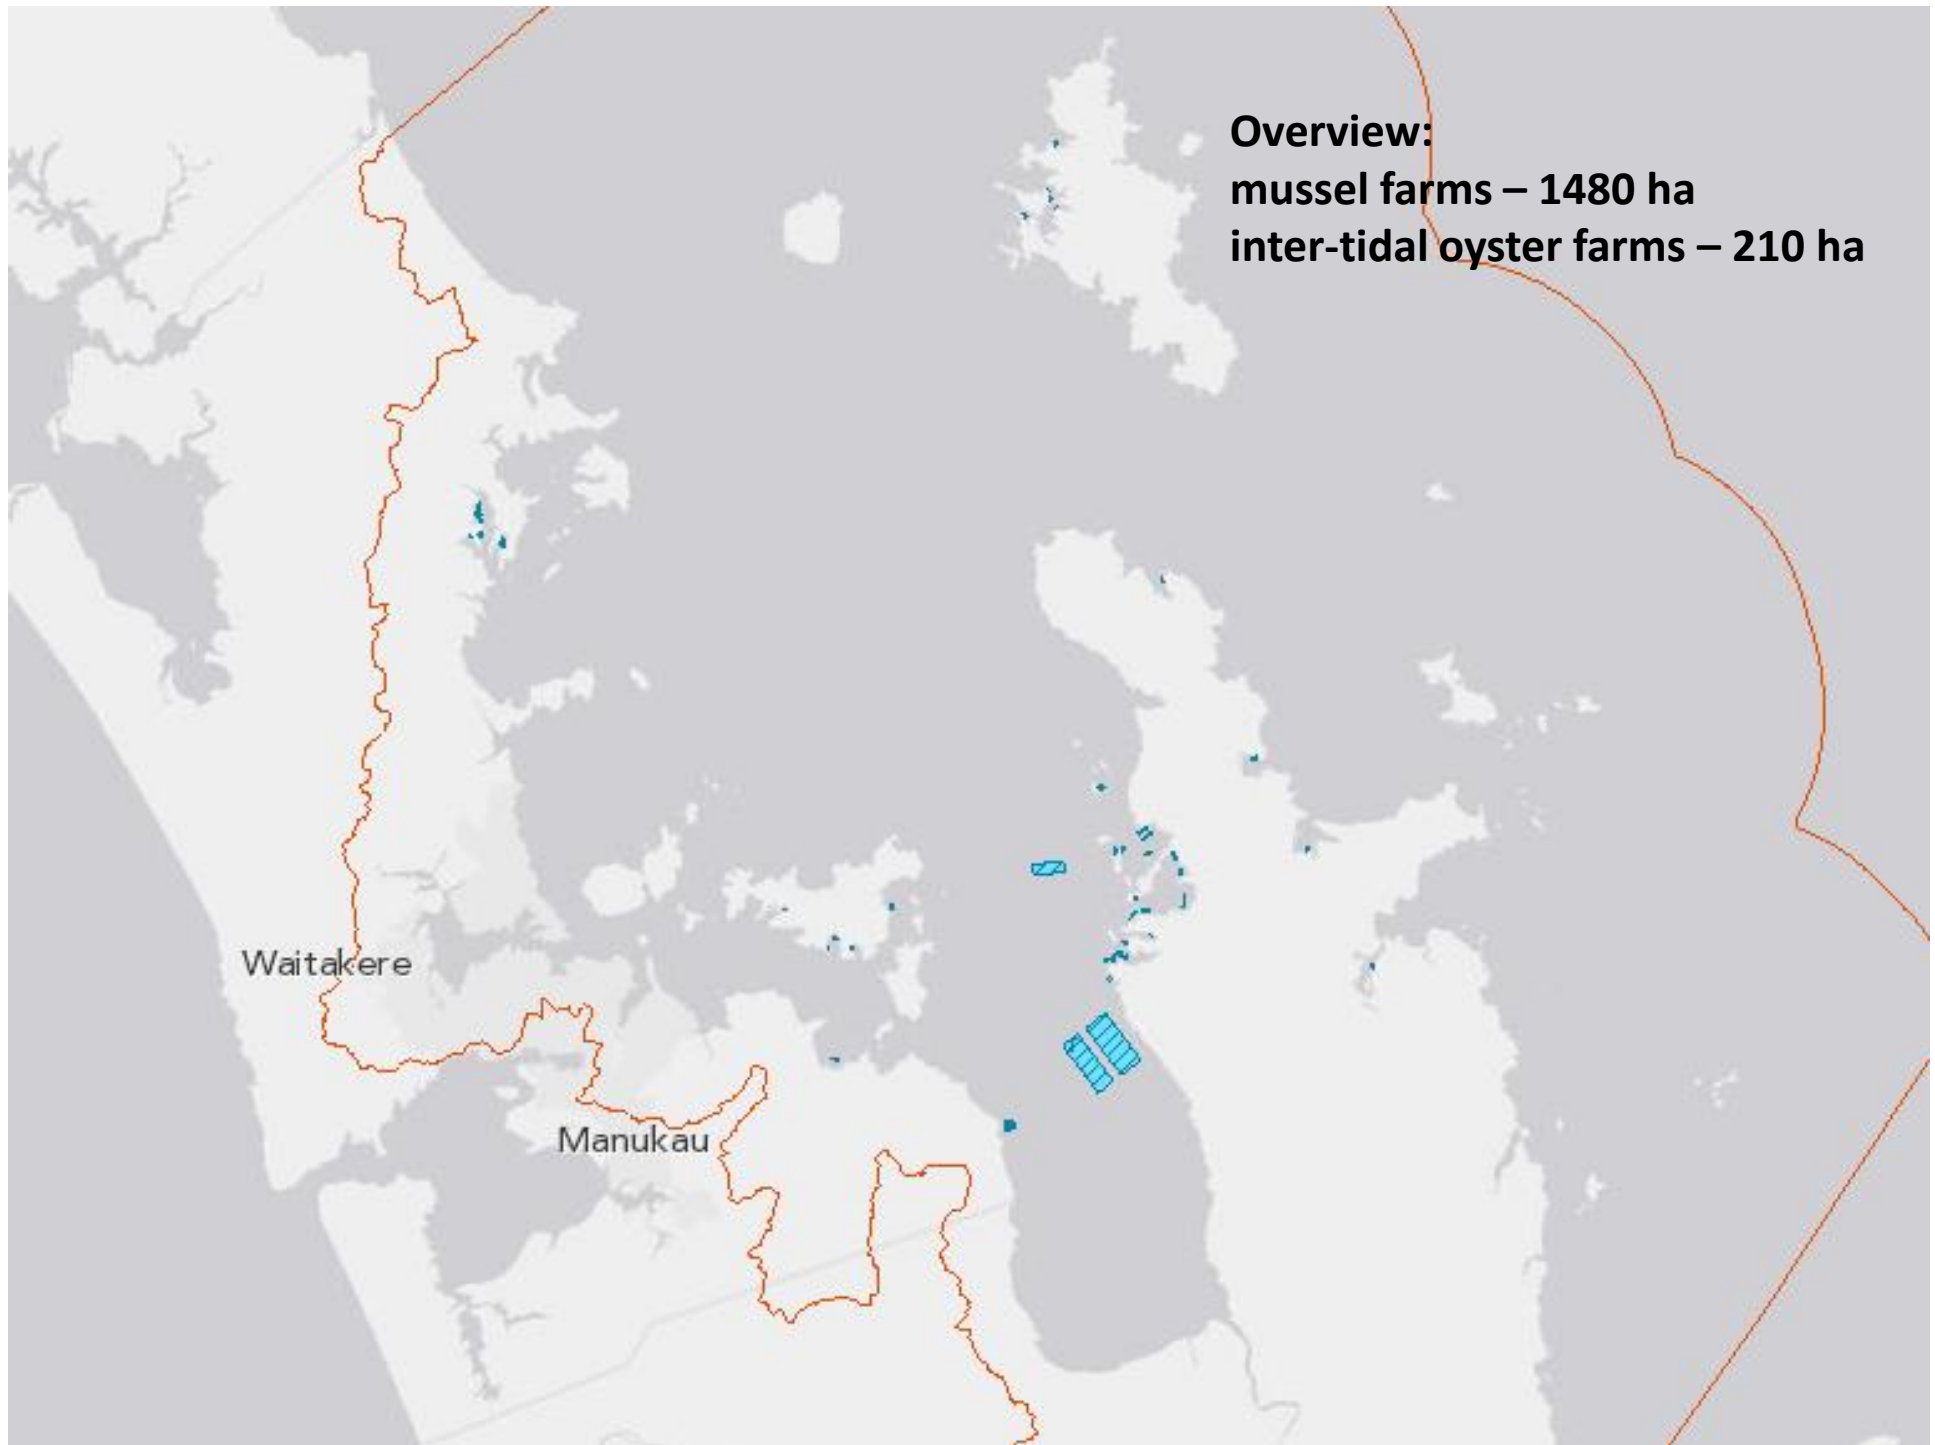 Overview:
mussel farms – 1480 ha
inter-tidal oyster farms – 210 ha
Waitakere
Manukau